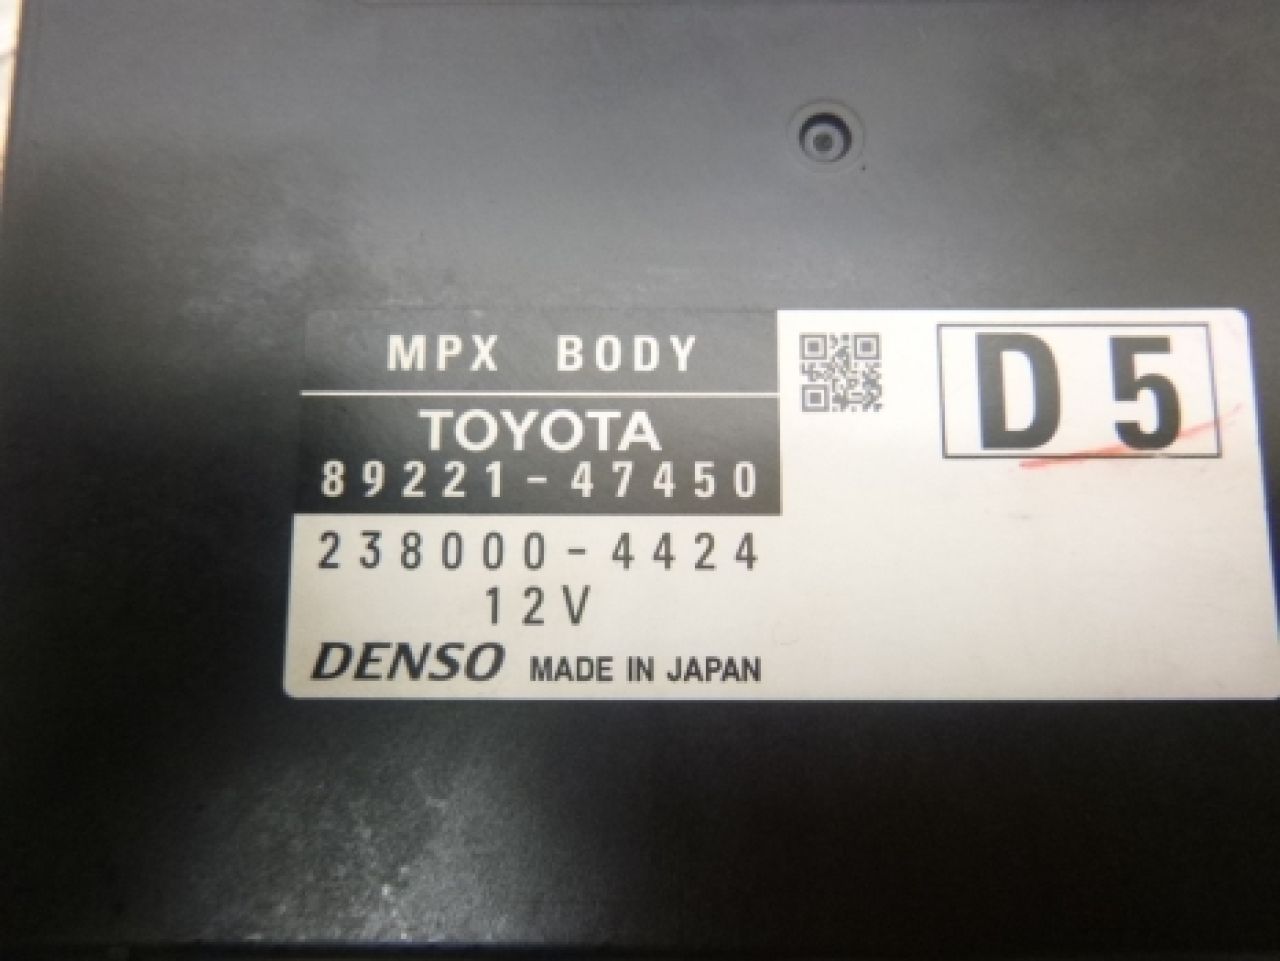 MPX BODY
TOYOTA
89221-47450
238000-4424
12V
DENSO MADE IN JAPAN
D5